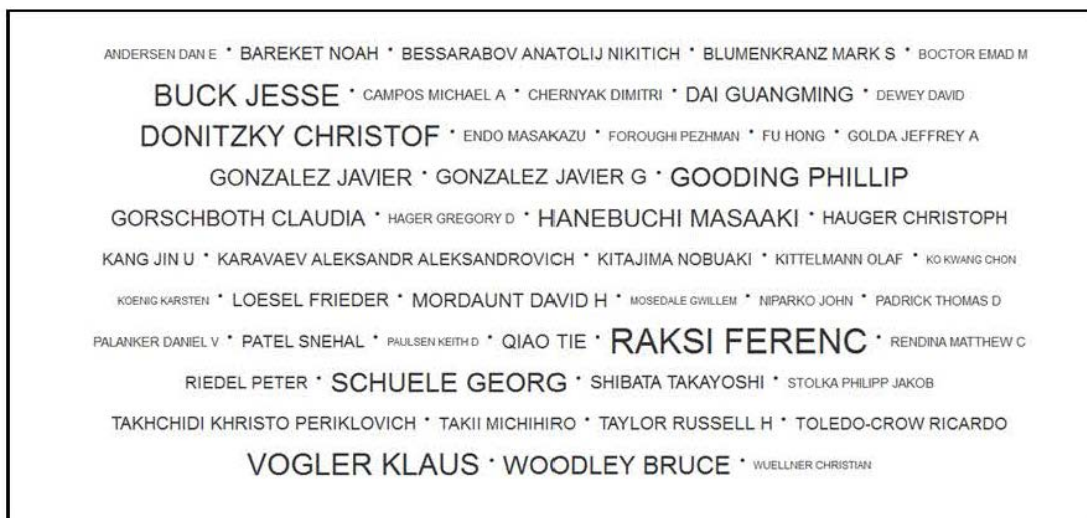 ANDERSEN DAN E • BAREKET NOAH • BESSARABOV ANATOLIJ NIKITICH • BLUMENKRANZ MARK S • BOCTOR EMAD M
BUCK JESSE • CAMPOS MICHAEL A • CHERNYAK DIMITRI • DAI GUANGMING • DEWEY DAVID
DONITZKY CHRISTOF • ENDO MASAKAZU • FOROUGHI PEZHMAN • FU HONG • GOLDA JEFFREY A
GONZALEZ JAVIER • GONZALEZ JAVIER G • GOODING PHILLIP
GORSCHBOTH CLAUDIA • HAGER GREGORY D • HANEBUCHI MASAAKI • HAUGER CHRISTOPH
KANG JIN U • KARAVAEV ALEKSANDR ALEKSANDROVICH • KITAJIMA NOBUAKI • KITTELMANN OLAF • KO KWANG CHON
KOENIG KARSTEN • LOESEL FRIEDER • MORDAUNT DAVID H • MOSEDALE GWILLEM • NIPARKO JOHN • PADRICK THOMAS D
PALANKER DANIEL V • PATEL SNEHAL • PAULSEN KEITH D • QIAO TIE • RAKSI FERENC • RENDINA MATTHEW C
RIEDEL PETER • SCHUELE GEORG • SHIBATA TAKAYOSHI • STOLKA PHILIPP JAKOB
TAKHCHIDI KHRISTO PERIKLOVICH • TAKII MICHIHIRO • TAYLOR RUSSELL H • TOLEDO-CROW RICARDO
VOGLER KLAUS • WOODLEY BRUCE • WUELLNER CHRISTIAN